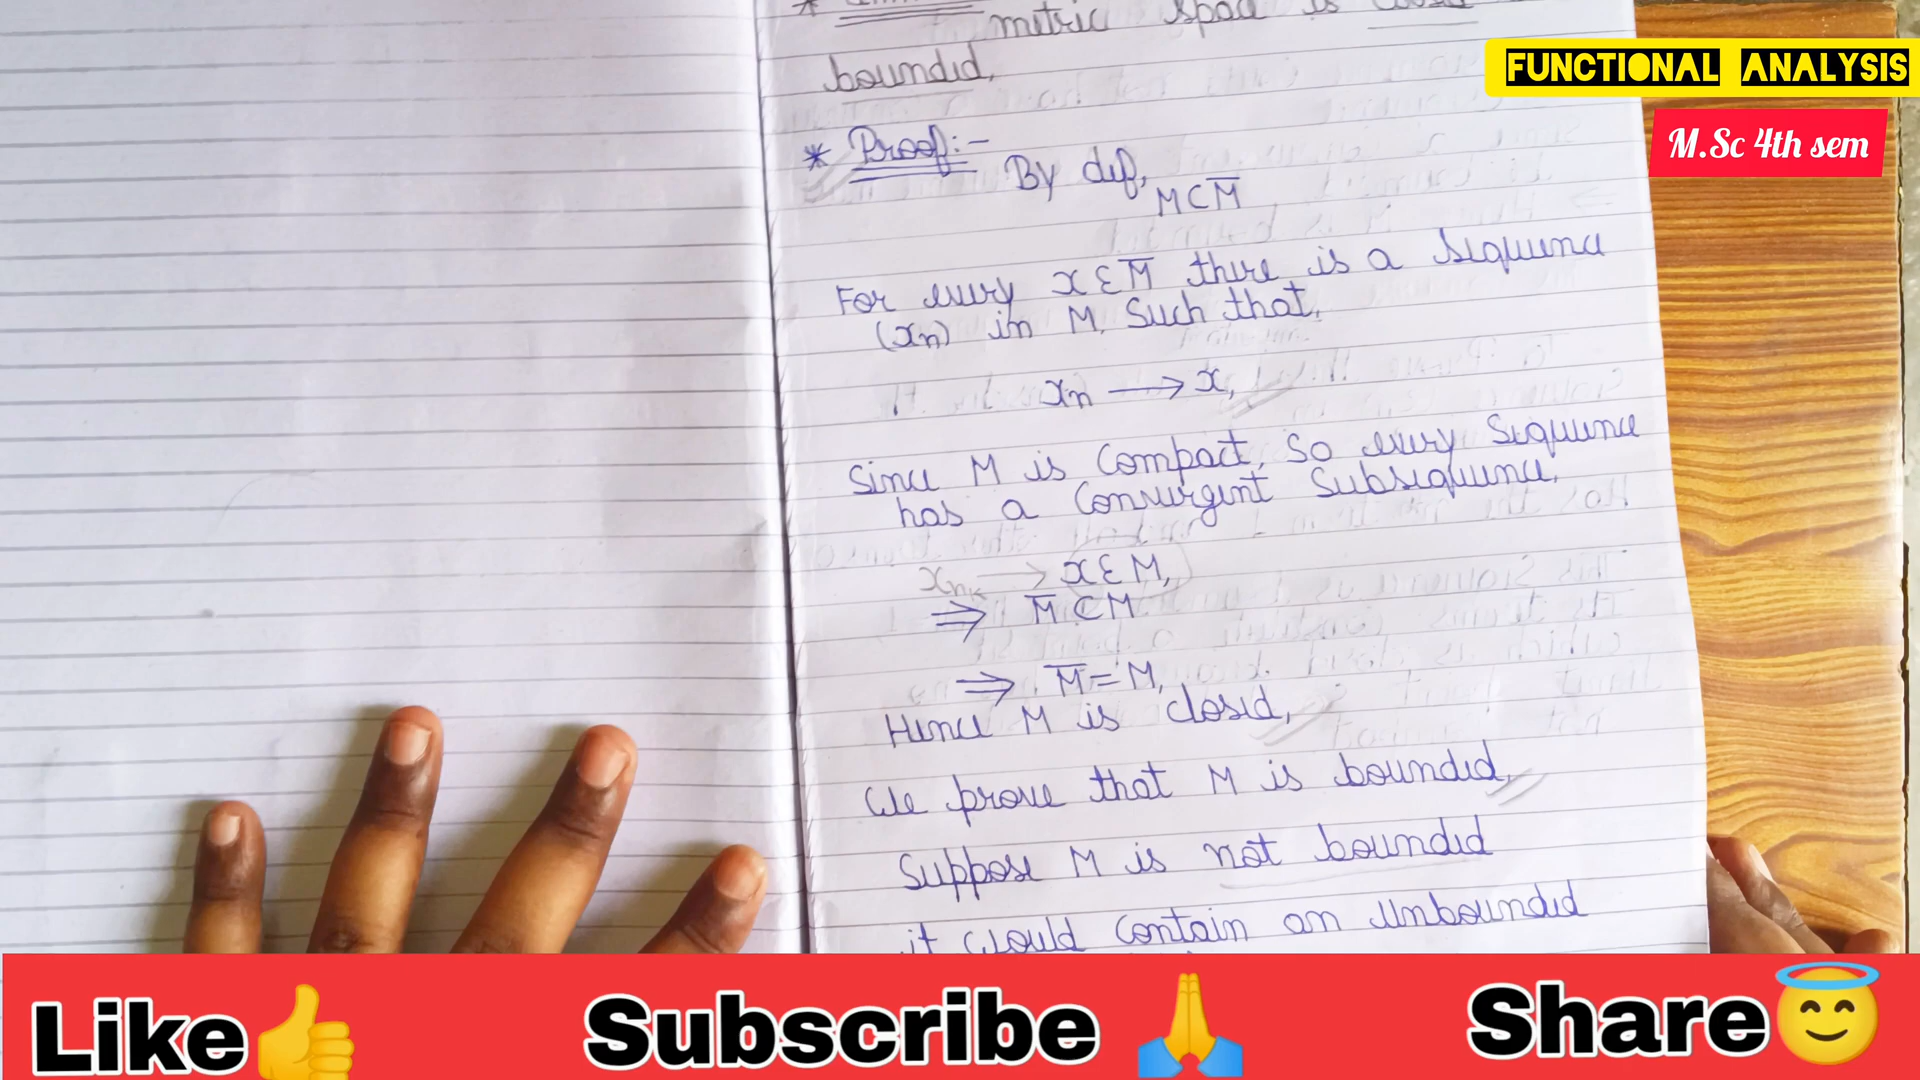 metric space is closed
bounded,
FUNCTIONAL ANALYSIS
M.Sc 4th sem
* Proof:-
By def,
M⊂M̅
For every x∈M̅ there is a sequence
(xn) in M, Such that,
xn ⟶ x,
Since M is Compact, So every Sequence
has a Convergent Subsequence,
xnk ⟶ x∈M,
⇒ M̅⊂M
⇒ M̅=M,
Hence M is closed,
We prove that M is bounded,
Suppose M is not bounded
it would contain an unbounded
Like👍 Subscribe🙏 Share😇